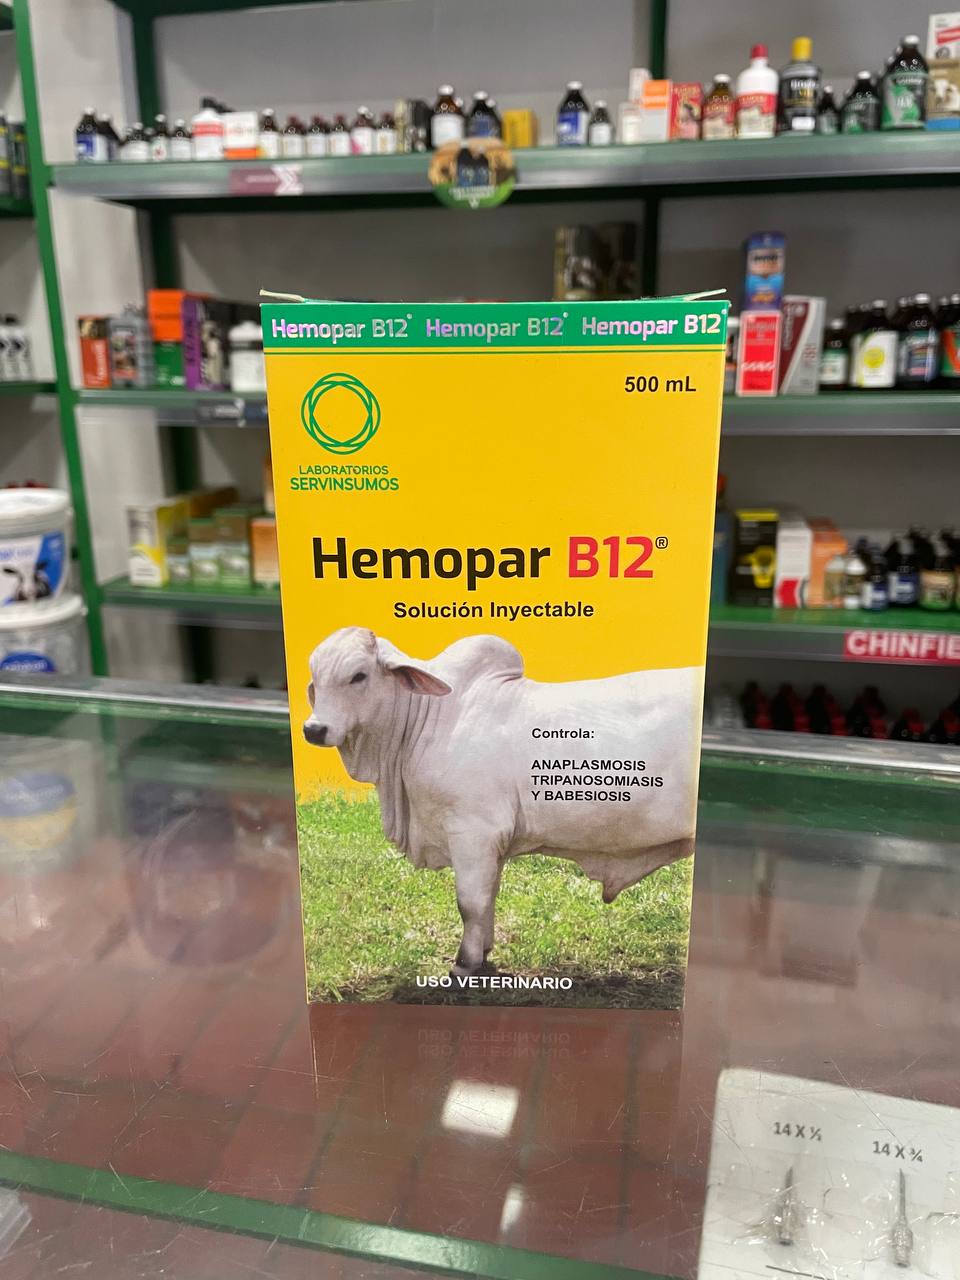 Hemopar B12® Hemopar B12® Hemopar B12®
500 mL
LABORATORIOS
SERVINSUMOS
Hemopar B12®
Solución Inyectable
Controla:
ANAPLASMOSIS
TRIPANOSOMIASIS
Y BABESIOSIS
USO VETERINARIO
CHINFIE
14 X ½
14 X ¾